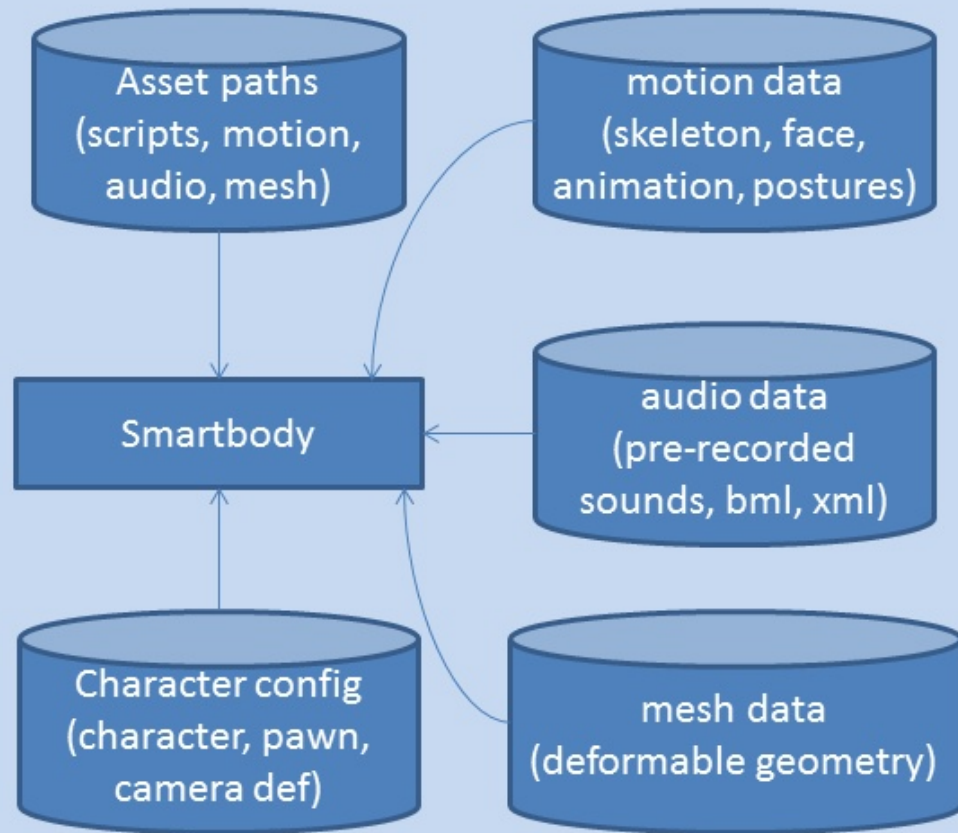 Asset paths
(scripts, motion,
audio, mesh)
motion data
(skeleton, face,
animation, postures)
Smartbody
audio data
(pre-recorded
sounds, bml, xml)
Character config
(character, pawn,
camera def)
mesh data
(deformable geometry)